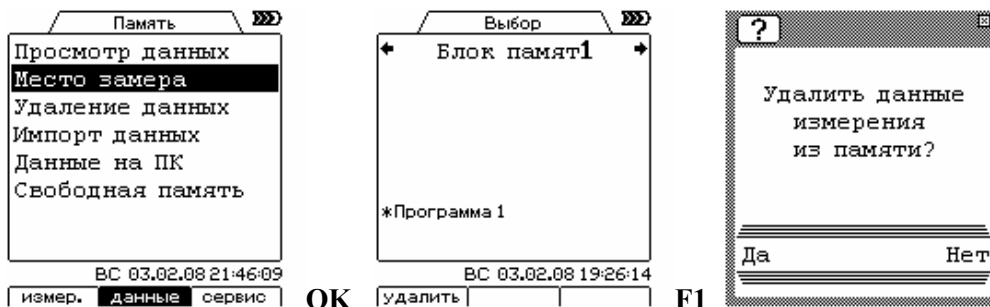 Память
Просмотр данных
Место замера
Удаление данных
Импорт данных
Данные на ПК
Свободная память
ВС 03.02.08 21:46:09
измер. данные сервис
OK
Выбор
Блок памят1
*Программа 1
ВС 03.02.08 19:26:14
удалить
F1
?
Удалить данные
измерения
из памяти?
Да Нет